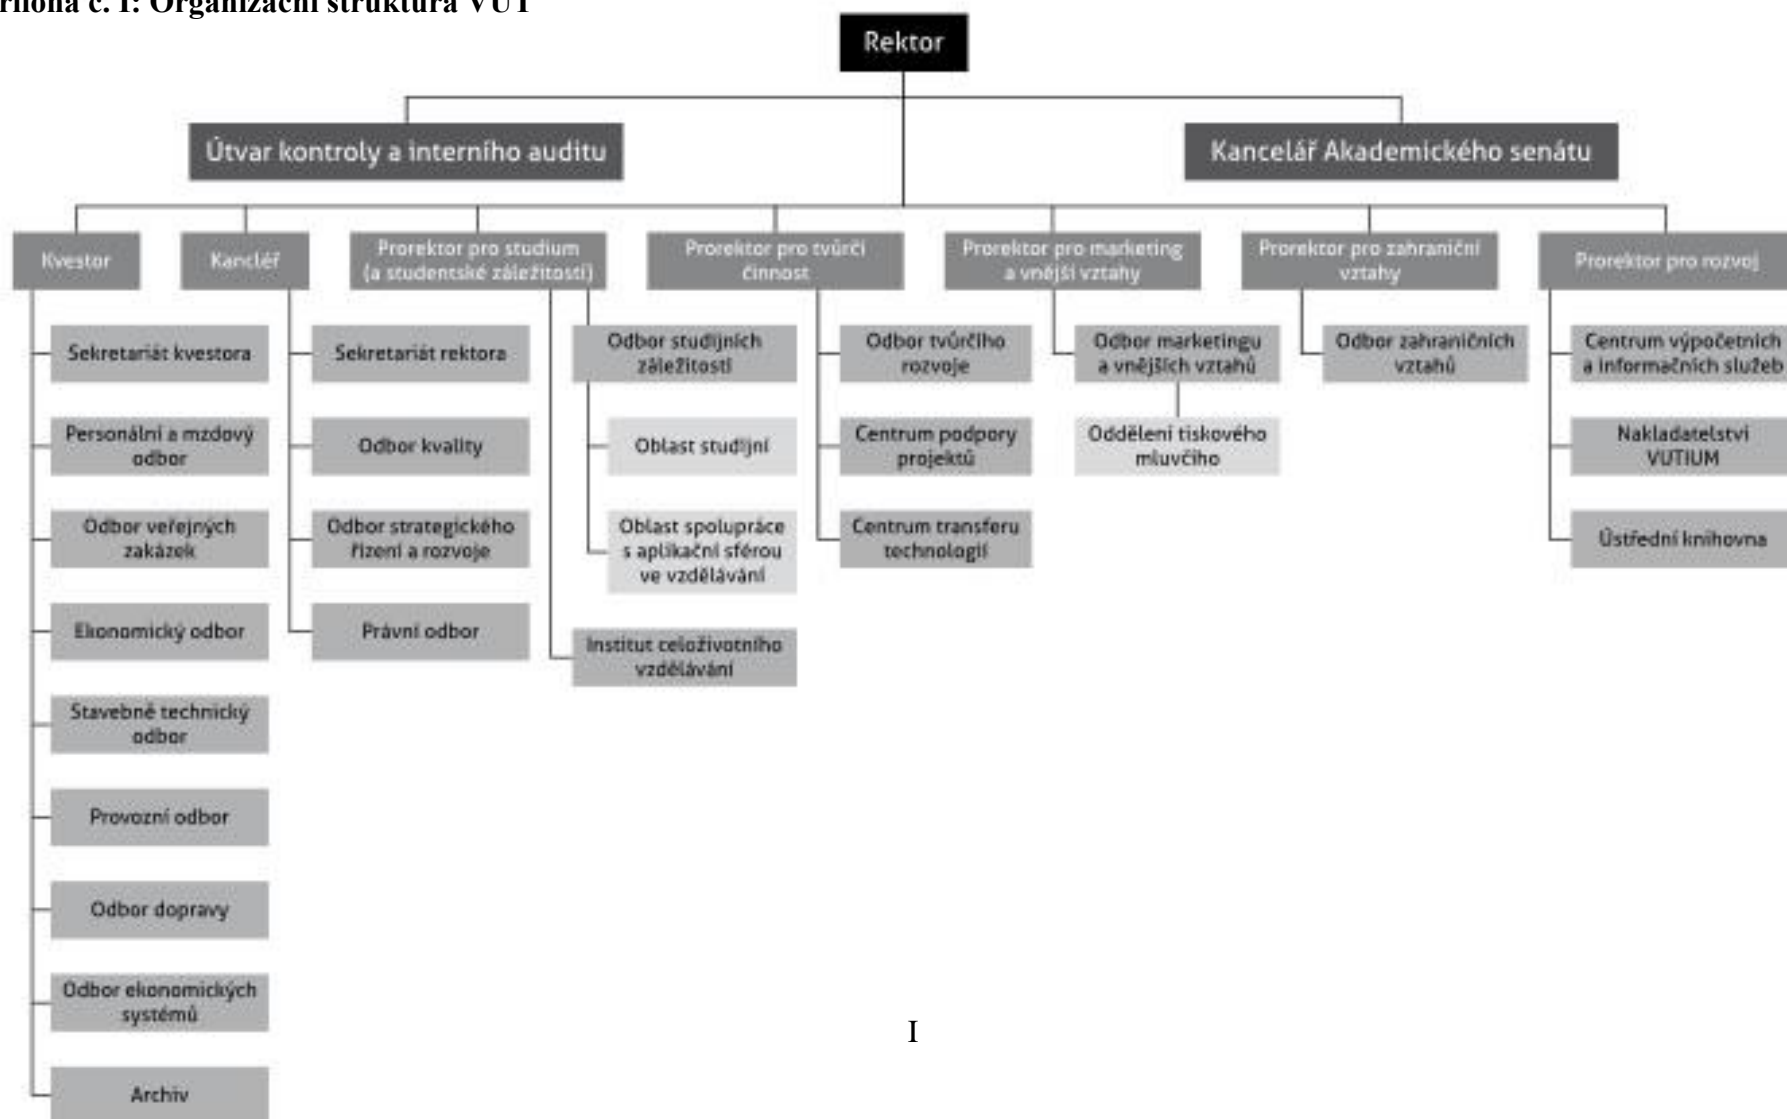 říloha č. I: Organizační struktura VUT
Rektor
Útvar kontroly a interního auditu
Kancelář Akademického senátu
Kvestor
Kancléř
Prorektor pro studium
(a studentské záležitosti)
Prorektor pro tvůrčí
činnost
Prorektor pro marketing
a vnější vztahy
Prorektor pro zahraniční
vztahy
Prorektor pro rozvoj
Sekretariát kvestora
Personální a mzdový
odbor
Odbor veřejných
zakázek
Ekonomický odbor
Stavebně technický
odbor
Provozní odbor
Odbor dopravy
Odbor ekonomických
systémů
Archiv
Sekretariát rektora
Odbor kvality
Odbor strategického
řízení a rozvoje
Právní odbor
Odbor studijních
záležitostí
Oblast studijní
Oblast spolupráce
s aplikační sférou
ve vzdělávání
Institut celoživotního
vzdělávání
Odbor tvůrčího
rozvoje
Centrum podpory
projektů
Centrum transferu
technologií
Odbor marketingu
a vnějších vztahů
Oddělení tiskového
mluvčího
Odbor zahraničních
vztahů
Centrum výpočetních
a informačních služeb
Nakladatelství
VUTIUM
Ústřední knihovna
I